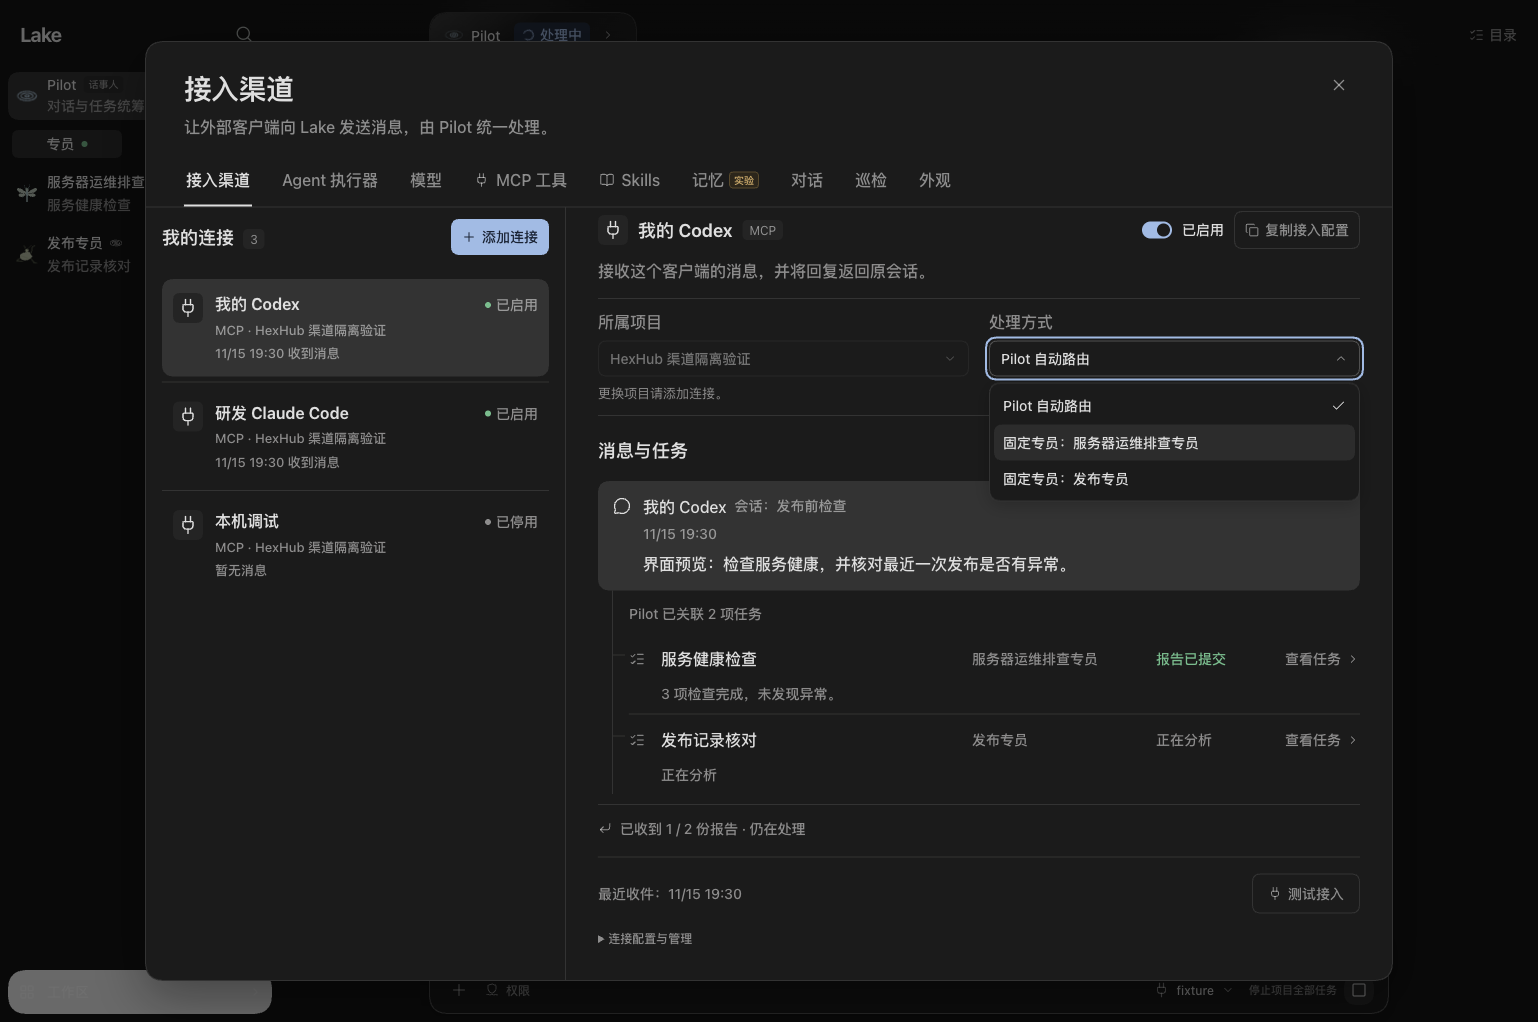 Lake
Pilot 处理中
目录
Pilot 话事人
对话与任务统筹
专员
服务器运维排查
服务健康检查
发布专员
发布记录核对
接入渠道
让外部客户端向 Lake 发送消息，由 Pilot 统一处理。
接入渠道 Agent 执行器 模型 MCP 工具 Skills 记忆 实验 对话 巡检 外观
我的连接 3
+ 添加连接
我的 Codex 已启用
MCP · HexHub 渠道隔离验证
11/15 19:30 收到消息
研发 Claude Code 已启用
MCP · HexHub 渠道隔离验证
11/15 19:30 收到消息
本机调试 已停用
MCP · HexHub 渠道隔离验证
暂无消息
我的 Codex MCP
已启用 复制接入配置
接收这个客户端的消息，并将回复返回原会话。
所属项目
HexHub 渠道隔离验证
更换项目请添加连接。
处理方式
Pilot 自动路由
Pilot 自动路由
固定专员：服务器运维排查专员
固定专员：发布专员
消息与任务
我的 Codex 会话：发布前检查
11/15 19:30
界面预览：检查服务健康，并核对最近一次发布是否有异常。
Pilot 已关联 2 项任务
服务健康检查 服务器运维排查专员 报告已提交 查看任务
3 项检查完成，未发现异常。
发布记录核对 发布专员 正在分析 查看任务
正在分析
已收到 1 / 2 份报告 · 仍在处理
最近收件：11/15 19:30
测试接入
连接配置与管理
权限
fixture 停止项目全部任务